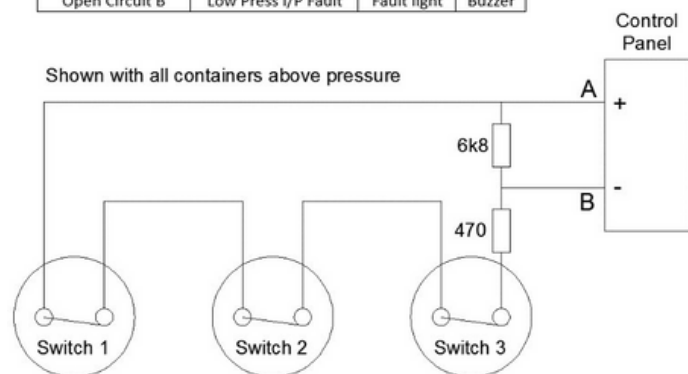 Open Circuit B Low Press I/P Fault Fault light Buzzer
Control
Panel
Shown with all containers above pressure
A
+
6k8
-
B
470
Switch 1 Switch 2 Switch 3